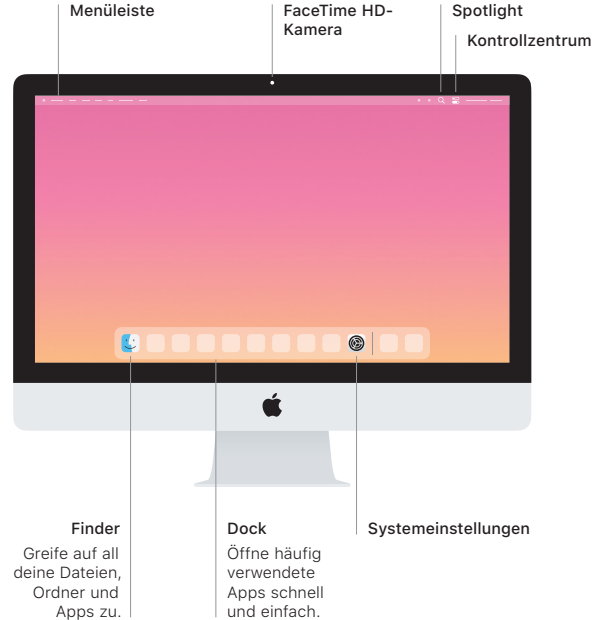 Menüleiste
FaceTime HD-
Kamera
Spotlight
Kontrollzentrum
Finder
Greife auf all
deine Dateien,
Ordner und
Apps zu.
Dock
Öffne häufig
verwendete
Apps schnell
und einfach.
Systemeinstellungen